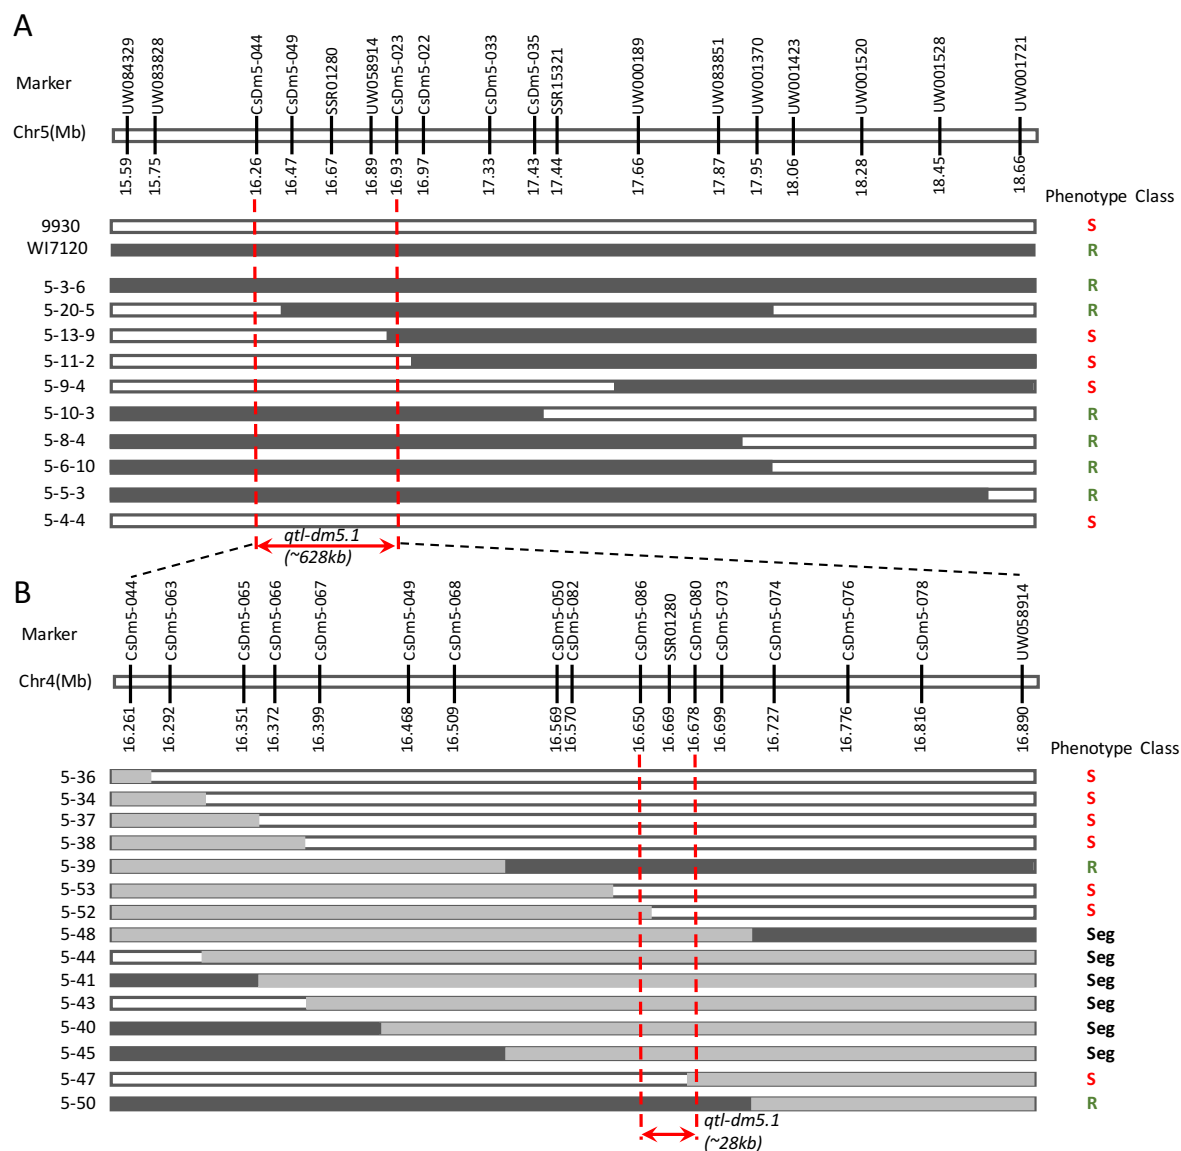 A
UW084329 UW083828 CsDm5-044 CsDm5-049 SSR01280 UW058914 CsDm5-023 CsDm5-022 CsDm5-033 CsDm5-035 SSR15321 UW000189 UW083851 UW001370 UW001423 UW001520 UW001528 UW001721
Marker
Chr5(Mb)
15.59 15.75 16.26 16.47 16.67 16.89 16.93 16.97 17.33 17.43 17.44 17.66 17.87 17.95 18.06 18.28 18.45 18.66
Phenotype Class
9930 S
WI7120 R
5-3-6 R
5-20-5 R
5-13-9 S
5-11-2 S
5-9-4 S
5-10-3 R
5-8-4 R
5-6-10 R
5-5-3 R
5-4-4 S
qtl-dm5.1
(~628kb)
B
CsDm5-044 CsDm5-063 CsDm5-065 CsDm5-066 CsDm5-067 CsDm5-049 CsDm5-068 CsDm5-050 CsDm5-082 CsDm5-086 SSR01280 CsDm5-080 CsDm5-073 CsDm5-074 CsDm5-076 CsDm5-078 UW058914
Marker
Chr4(Mb)
16.261 16.292 16.351 16.372 16.399 16.468 16.509 16.569 16.570 16.650 16.669 16.678 16.699 16.727 16.776 16.816 16.890
Phenotype Class
5-36 S
5-34 S
5-37 S
5-38 S
5-39 R
5-53 S
5-52 S
5-48 Seg
5-44 Seg
5-41 Seg
5-43 Seg
5-40 Seg
5-45 Seg
5-47 S
5-50 R
qtl-dm5.1
(~28kb)